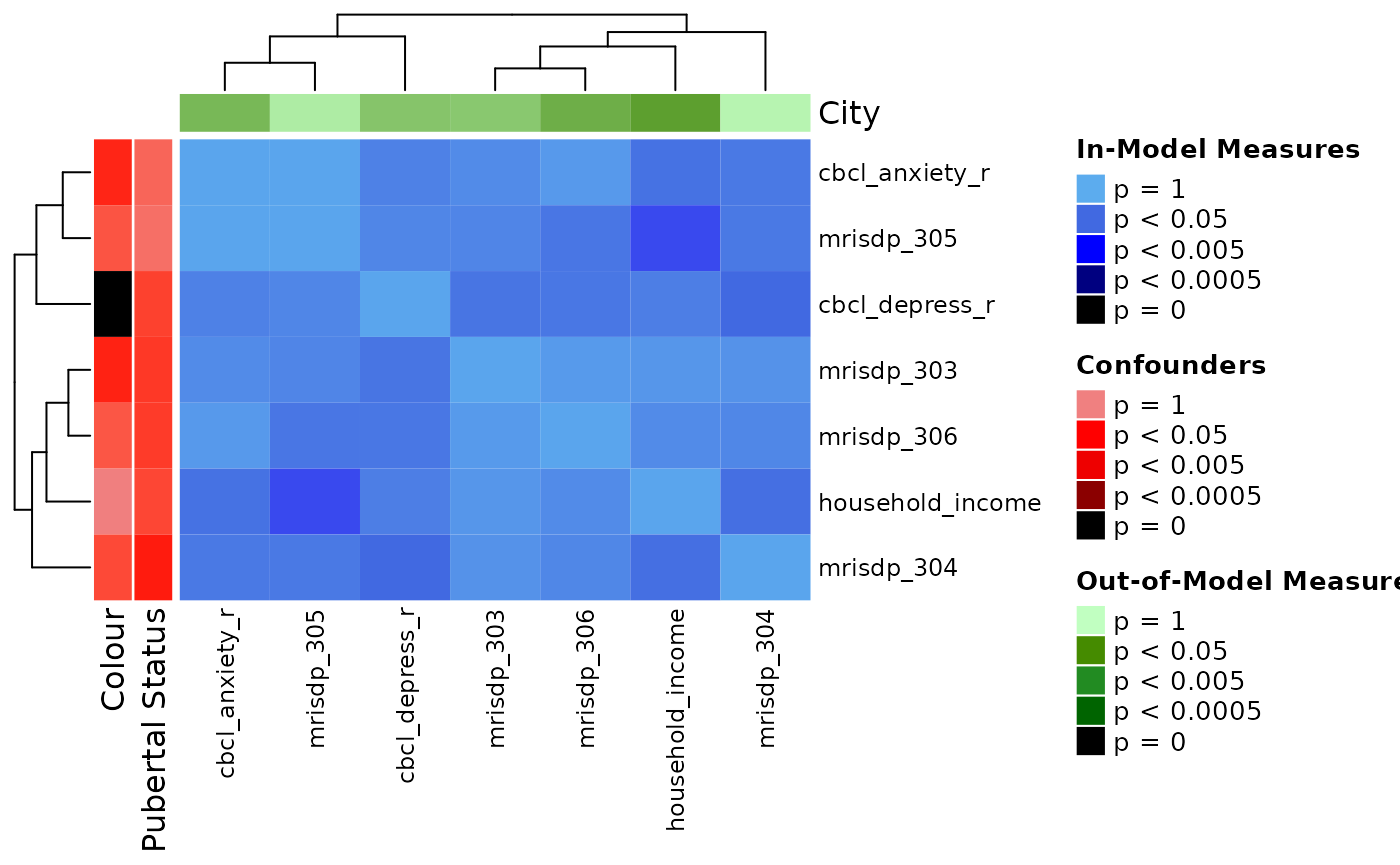 City
cbcl_anxiety_r
mrisdp_305
cbcl_depress_r
mrisdp_303
mrisdp_306
household_income
mrisdp_304
Colour
Pubertal Status
cbcl_anxiety_r
mrisdp_305
cbcl_depress_r
mrisdp_303
mrisdp_306
household_income
mrisdp_304
In-Model Measures
p = 1
p < 0.05
p < 0.005
p < 0.0005
p = 0
Confounders
p = 1
p < 0.05
p < 0.005
p < 0.0005
p = 0
Out-of-Model Measure
p = 1
p < 0.05
p < 0.005
p < 0.0005
p = 0